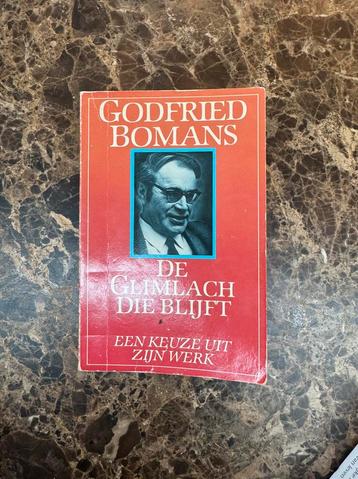 GODFRIED
BOMANS
DE
GLIMLACH
DIE BLIJFT
EEN KEUZE UIT
ZIJN WERK